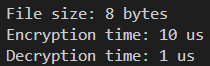 File size: 8 bytes
Encryption time: 10 us
Decryption time: 1 us